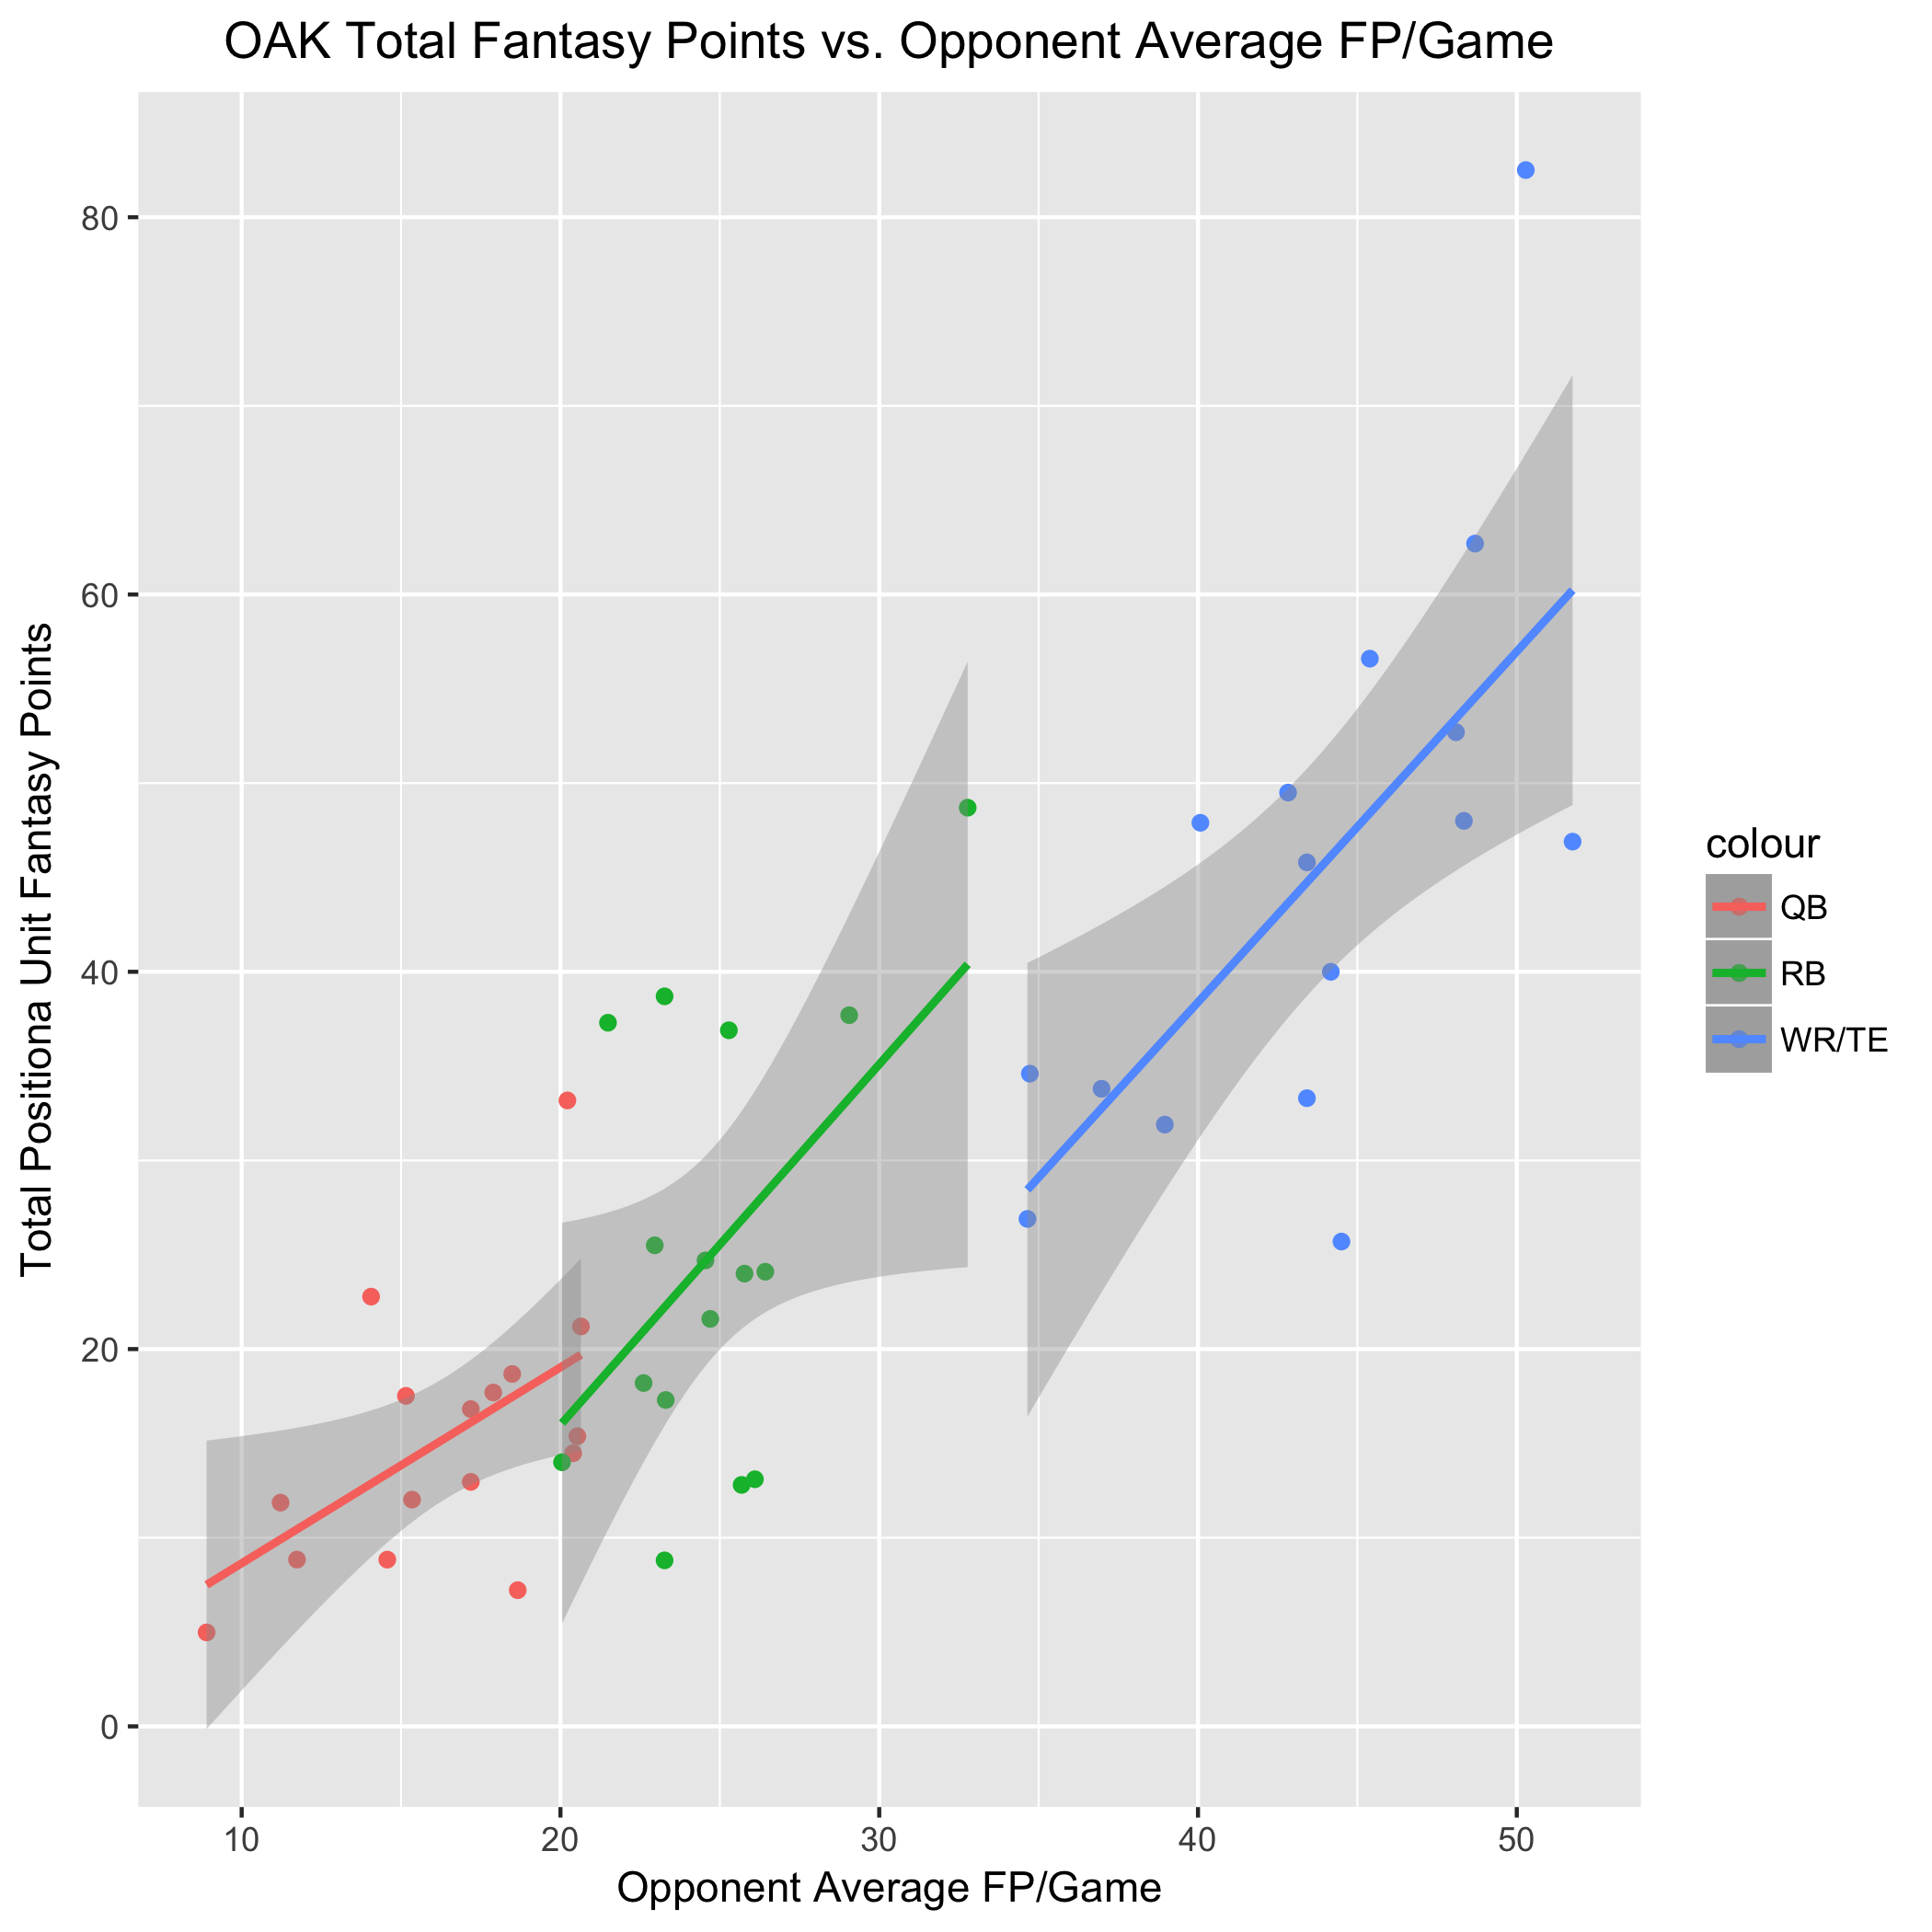 OAK Total Fantasy Points vs. Opponent Average FP/Game
Total Positiona Unit Fantasy Points
80
60
40
20
0
10 20 30 40 50
Opponent Average FP/Game
colour
QB
RB
WR/TE